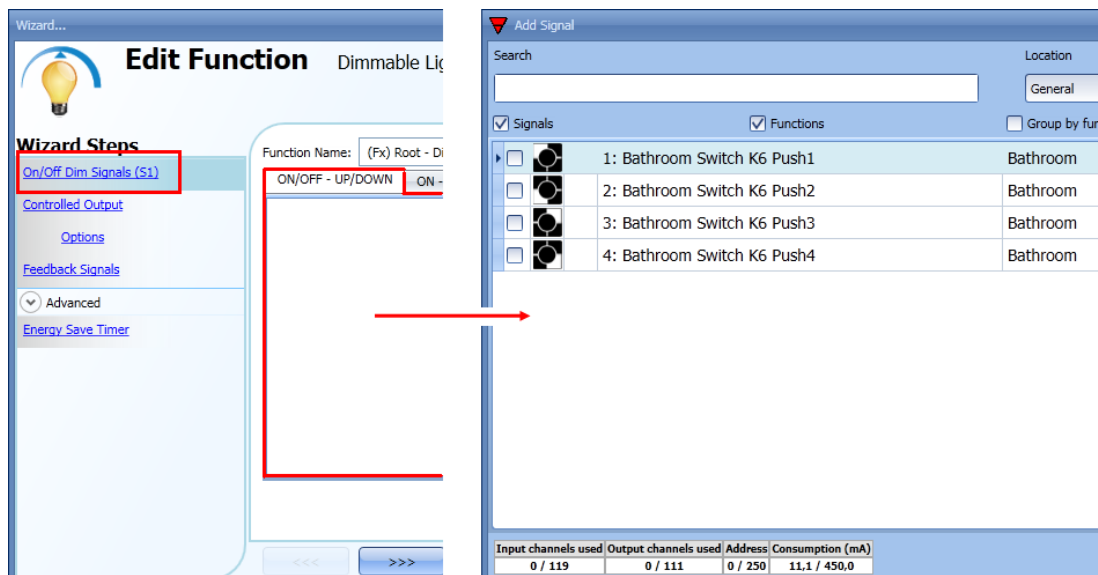 Wizard...
Edit Function Dimmable Lig
Wizard Steps
On/Off Dim Signals (S1)
Controlled Output
Options
Feedback Signals
Advanced
Energy Save Timer
Function Name: (Fx) Root - Di
ON/OFF - UP/DOWN ON -
<<< >>>
Add Signal
Search Location
General
Signals Functions Group by fun
1: Bathroom Switch K6 Push1 Bathroom
2: Bathroom Switch K6 Push2 Bathroom
3: Bathroom Switch K6 Push3 Bathroom
4: Bathroom Switch K6 Push4 Bathroom
Input channels used Output channels used Address Consumption (mA)
0 / 119 0 / 111 0 / 250 11,1 / 450,0